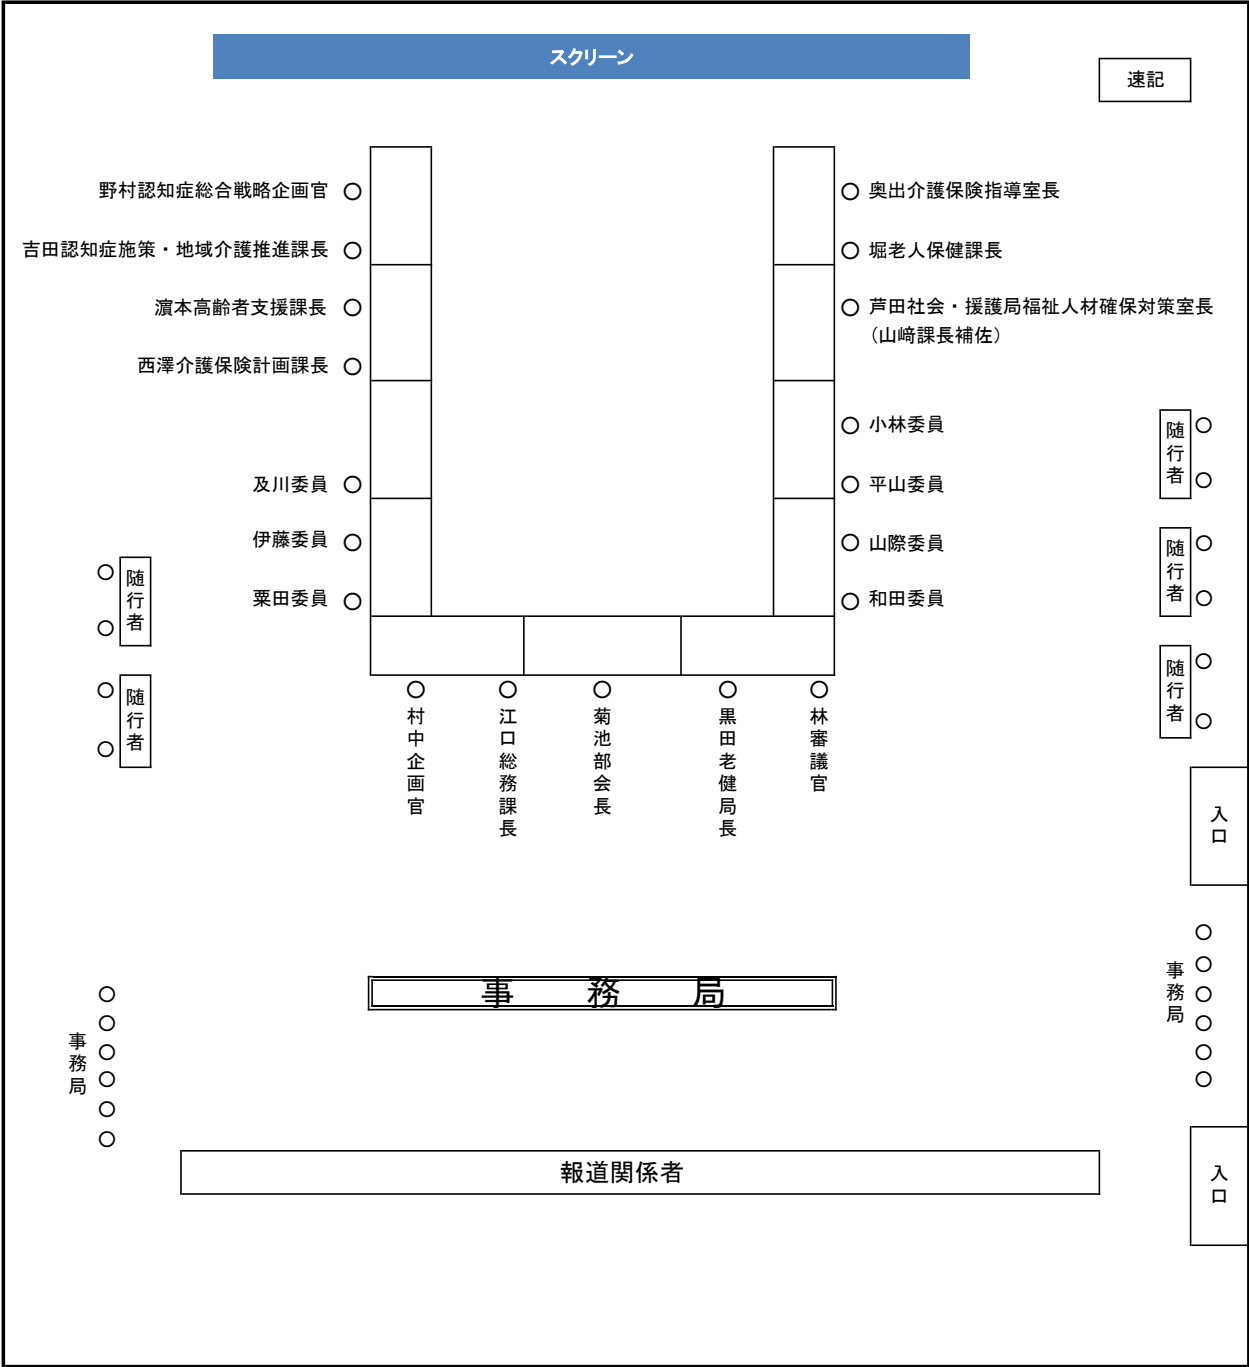 スクリーン
速記
野村認知症総合戦略企画官
吉田認知症施策・地域介護推進課長
濵本高齢者支援課長
西澤介護保険計画課長
及川委員
伊藤委員
粟田委員
奥出介護保険指導室長
堀老人保健課長
芦田社会・援護局福祉人材確保対策室長
（山﨑課長補佐）
小林委員
平山委員
山際委員
和田委員
随行者
随行者
随行者
随行者
随行者
村中企画官
江口総務課長
菊池部会長
黒田老健局長
林審議官
入口
事務局
事務局
事務局
報道関係者
入口